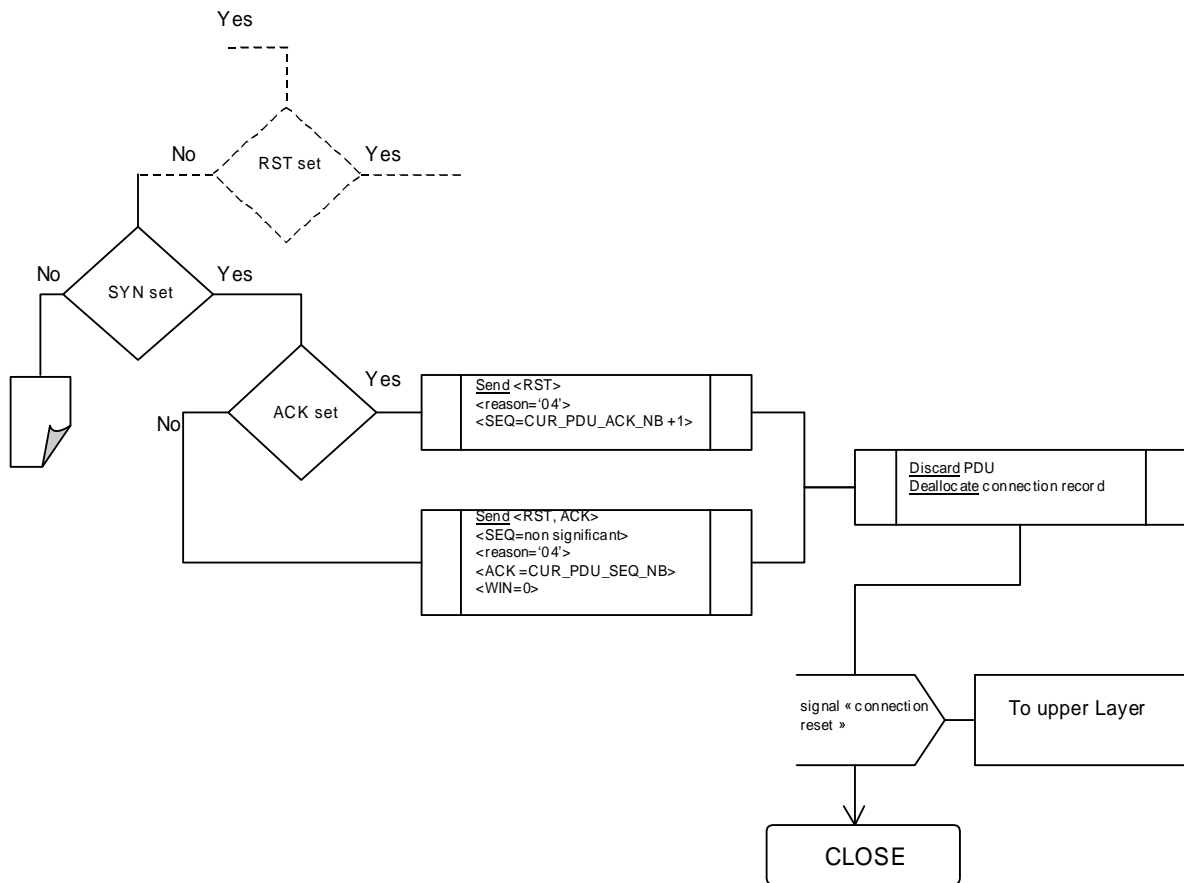 Yes
No
RST set
Yes
No
SYN set
Yes
No
ACK set
Yes
Send <RST>
<reason=‘04’>
<SEQ=CUR_PDU_ACK_NB +1>
Send <RST, ACK>
<SEQ=non significant>
<reason=‘04’>
<ACK =CUR_PDU_SEQ_NB>
<WIN=0>
Discard PDU
Deallocate connection record
signal « connection
reset »
To upper Layer
CLOSE